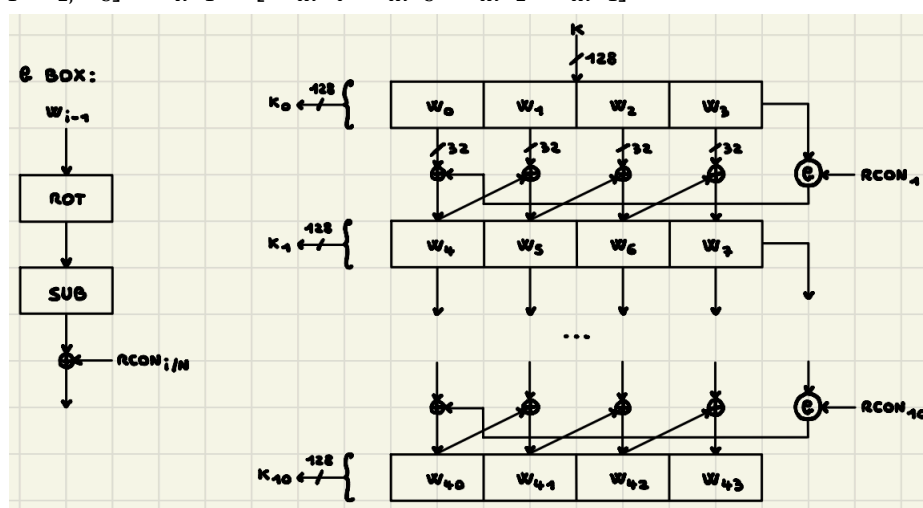 K
128
e BOX:
K₀ 128 W₀ W₁ W₂ W₃
Wᵢ₋₁
32 32 32 32
e RCON₁
ROT
K₁ 128 W₄ W₅ W₆ W₇
SUB
...
RCONᵢ/N
e RCON₁₀
K₁₀ 128 W₄₀ W₄₁ W₄₂ W₄₃